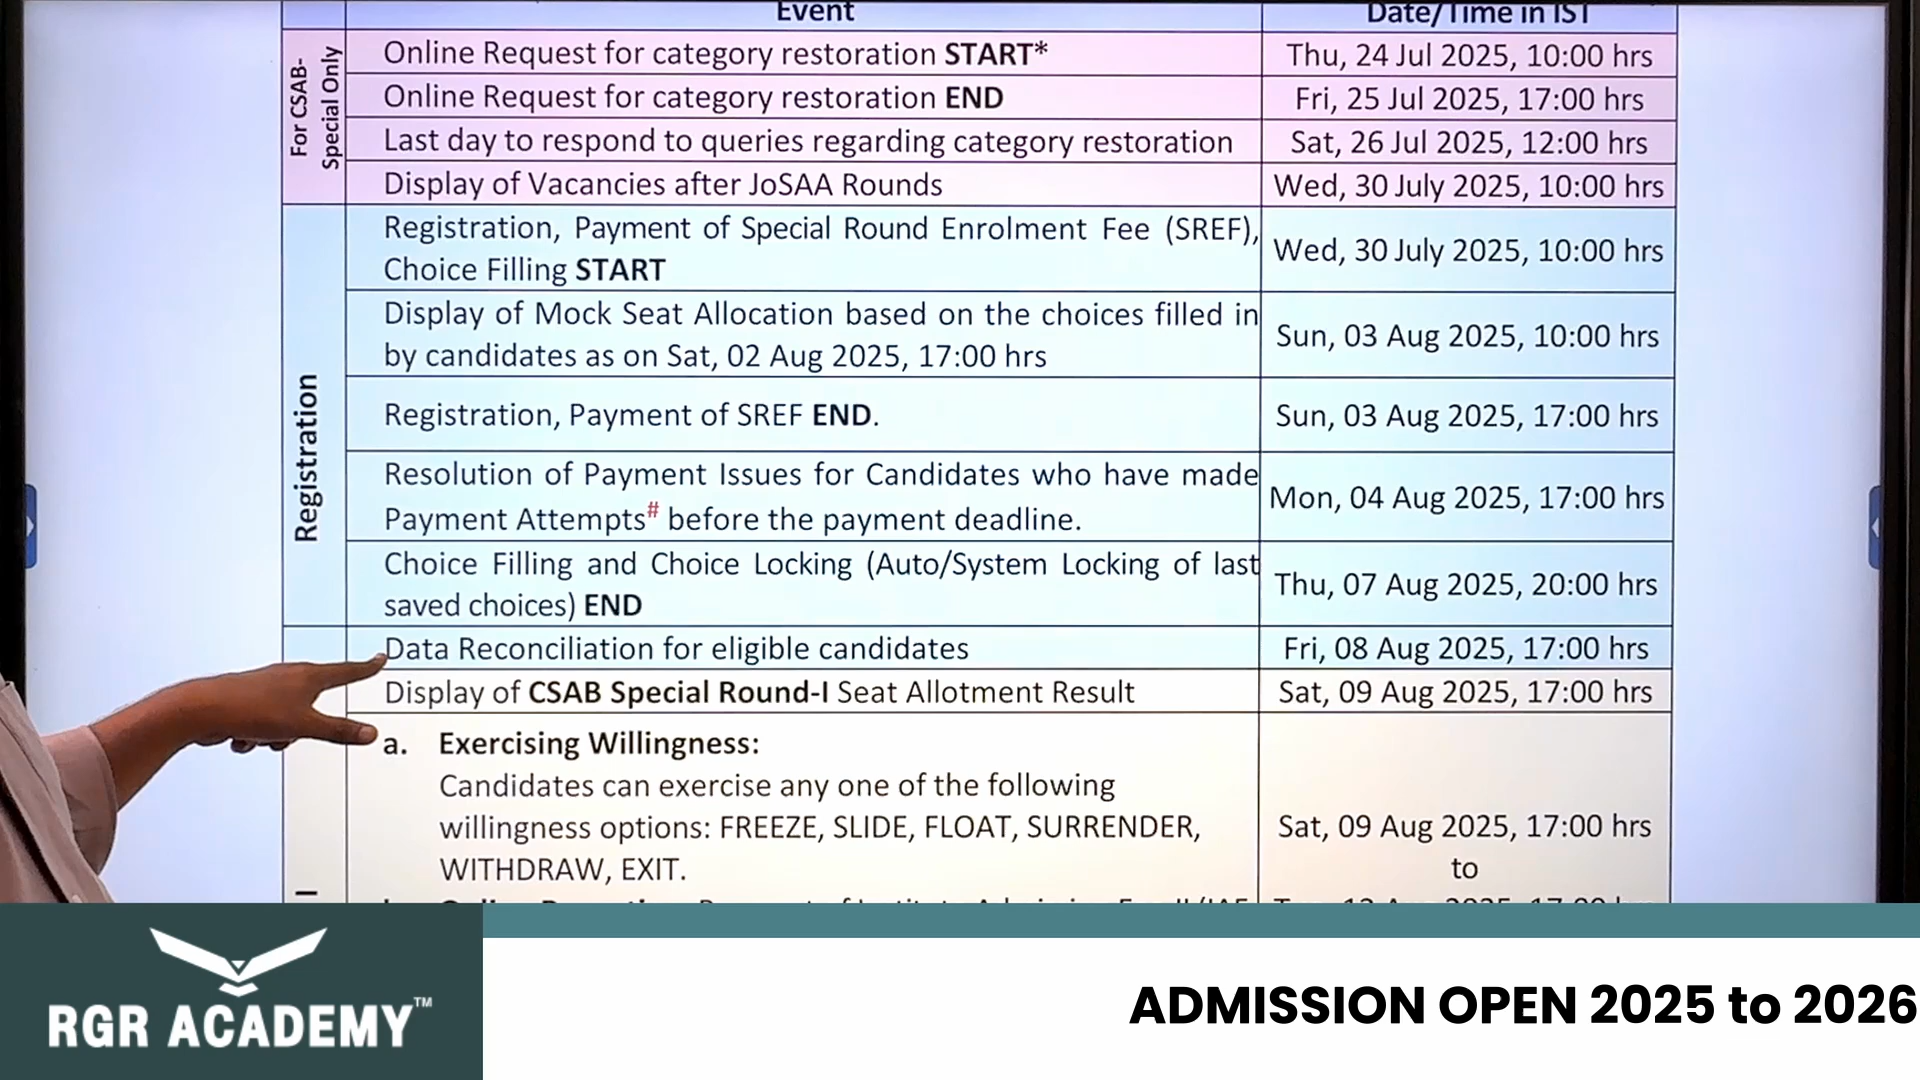 Event
Date/Time in IST
For CSAB-
Special Only
Online Request for category restoration START*
Thu, 24 Jul 2025, 10:00 hrs
Online Request for category restoration END
Fri, 25 Jul 2025, 17:00 hrs
Last day to respond to queries regarding category restoration
Sat, 26 Jul 2025, 12:00 hrs
Display of Vacancies after JoSAA Rounds
Wed, 30 July 2025, 10:00 hrs
Registration
Registration, Payment of Special Round Enrolment Fee (SREF),
Choice Filling START
Wed, 30 July 2025, 10:00 hrs
Display of Mock Seat Allocation based on the choices filled in
by candidates as on Sat, 02 Aug 2025, 17:00 hrs
Sun, 03 Aug 2025, 10:00 hrs
Registration, Payment of SREF END.
Sun, 03 Aug 2025, 17:00 hrs
Resolution of Payment Issues for Candidates who have made
Payment Attempts# before the payment deadline.
Mon, 04 Aug 2025, 17:00 hrs
Choice Filling and Choice Locking (Auto/System Locking of last
saved choices) END
Thu, 07 Aug 2025, 20:00 hrs
Data Reconciliation for eligible candidates
Fri, 08 Aug 2025, 17:00 hrs
Display of CSAB Special Round-I Seat Allotment Result
Sat, 09 Aug 2025, 17:00 hrs
a. Exercising Willingness:
Candidates can exercise any one of the following
willingness options: FREEZE, SLIDE, FLOAT, SURRENDER,
WITHDRAW, EXIT.
Sat, 09 Aug 2025, 17:00 hrs
to
RGR ACADEMY™
ADMISSION OPEN 2025 to 2026